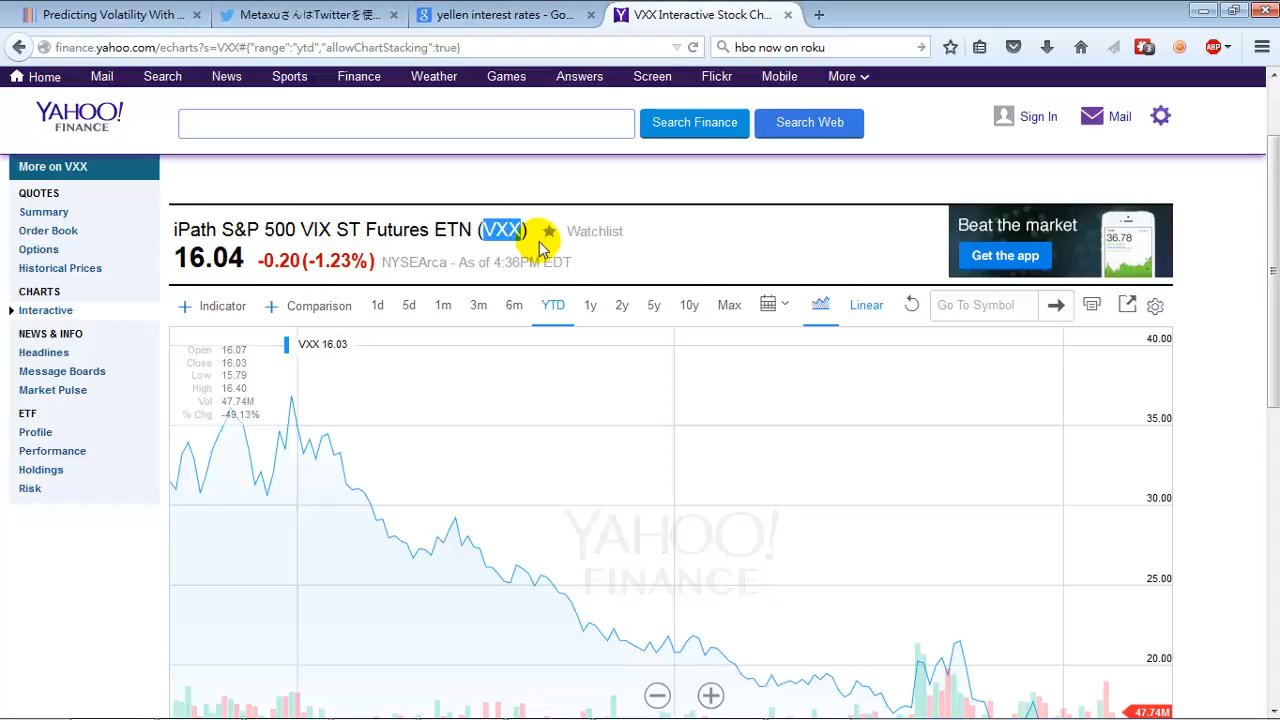 Predicting Volatility With ... ×
MetaxuさんはTwitterを使... ×
yellen interest rates - Go... ×
VXX Interactive Stock Ch... ×
finance.yahoo.com/echarts?s=VXX#{"range":"ytd","allowChartStacking":true}
hbo now on roku
3
ABP
Home Mail Search News Sports Finance Weather Games Answers Screen Flickr Mobile More
YAHOO!
FINANCE
Search Finance
Search Web
Sign In
Mail
More on VXX
QUOTES
Summary
Order Book
Options
Historical Prices
CHARTS
Interactive
NEWS & INFO
Headlines
Message Boards
Market Pulse
ETF
Profile
Performance
Holdings
Risk
iPath S&P 500 VIX ST Futures ETN (VXX) Watchlist
16.04 -0.20 (-1.23%) NYSEArca - As of 4:36PM EDT
Beat the market
Get the app
36.78
Indicator Comparison 1d 5d 1m 3m 6m YTD 1y 2y 5y 10y Max Linear Go To Symbol
VXX 16.03
Open 16.07
Close 16.03
Low 15.79
High 16.40
Vol 47.74M
% Chg -49.13%
40.00
35.00
30.00
25.00
20.00
47.74M
YAHOO!
FINANCE